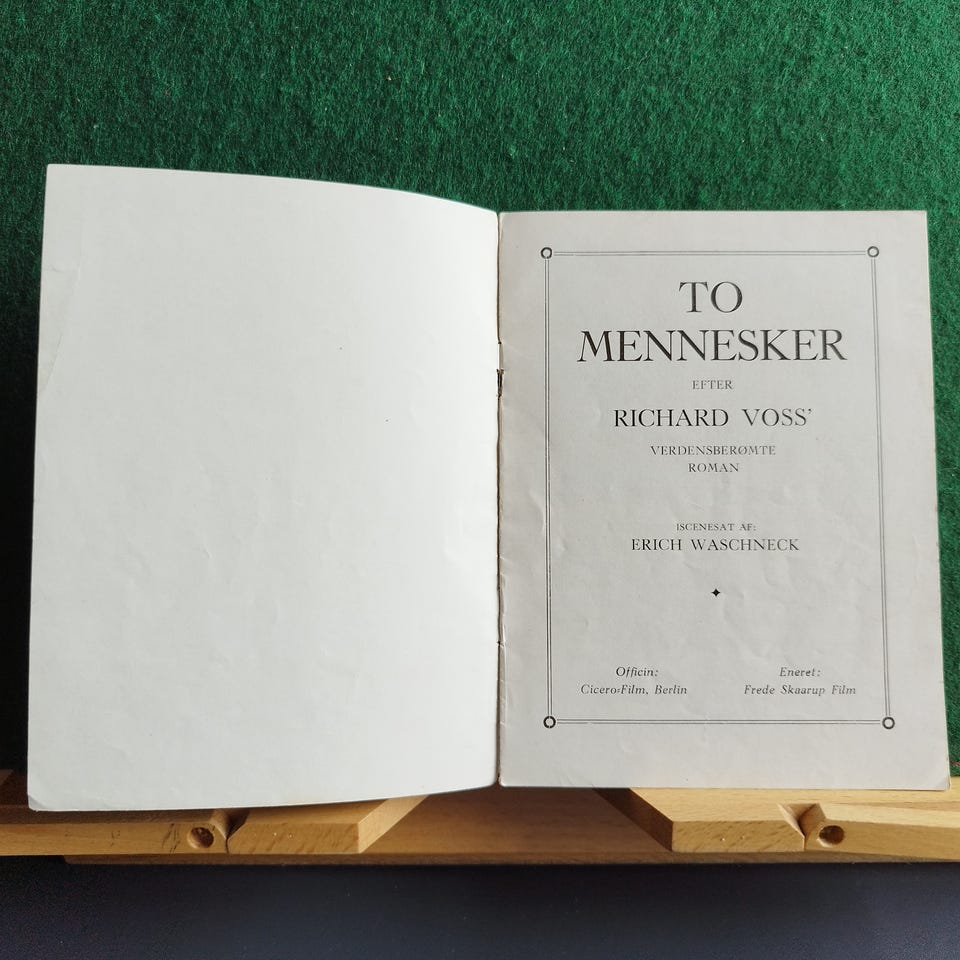 TO
MENNESKER
EFTER
RICHARD VOSS'
VERDENSBERØMTE
ROMAN
ISCENESAT AF:
ERICH WASCHNECK
Officin:
Cicero-Film, Berlin
Eneret:
Frede Skaarup Film